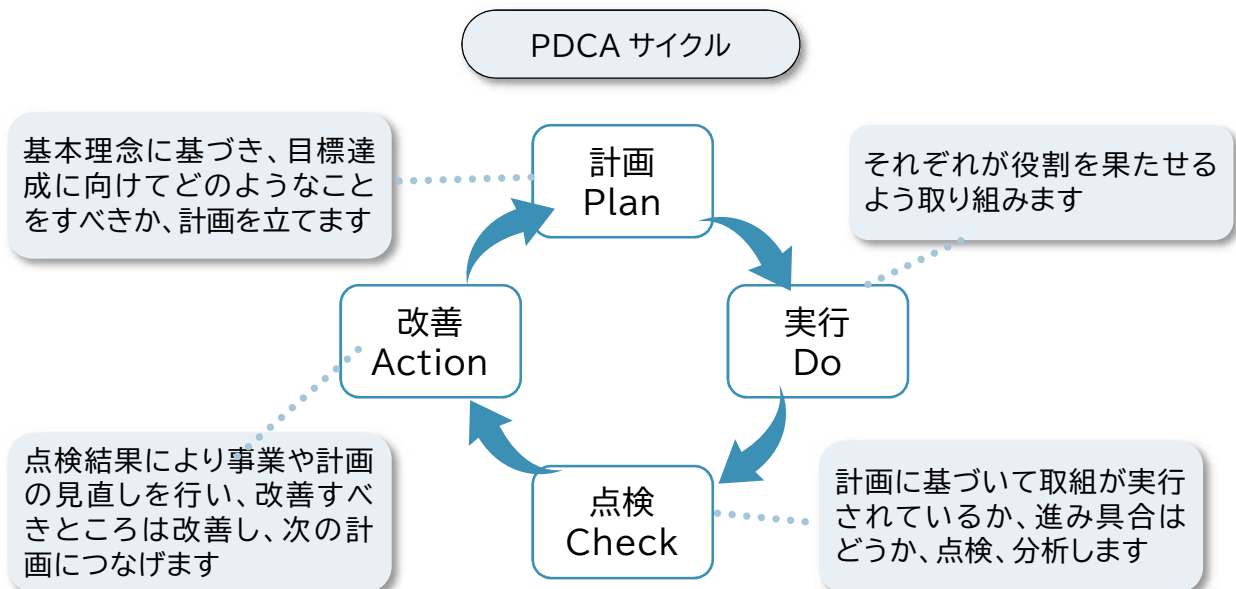 PDCA サイクル
基本理念に基づき、目標達
成に向けてどのようなこと
をすべきか、計画を立てます
計画
Plan
それぞれが役割を果たせる
よう取り組みます
改善
Action
実行
Do
点検結果により事業や計画
の見直しを行い、改善すべ
きところは改善し、次の計
画につなげます
点検
Check
計画に基づいて取組が実行
されているか、進み具合は
どうか、点検、分析します